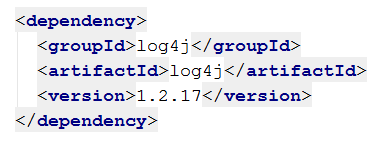 <dependency>
  <groupId>log4j</groupId>
  <artifactId>log4j</artifactId>
  <version>1.2.17</version>
</dependency>